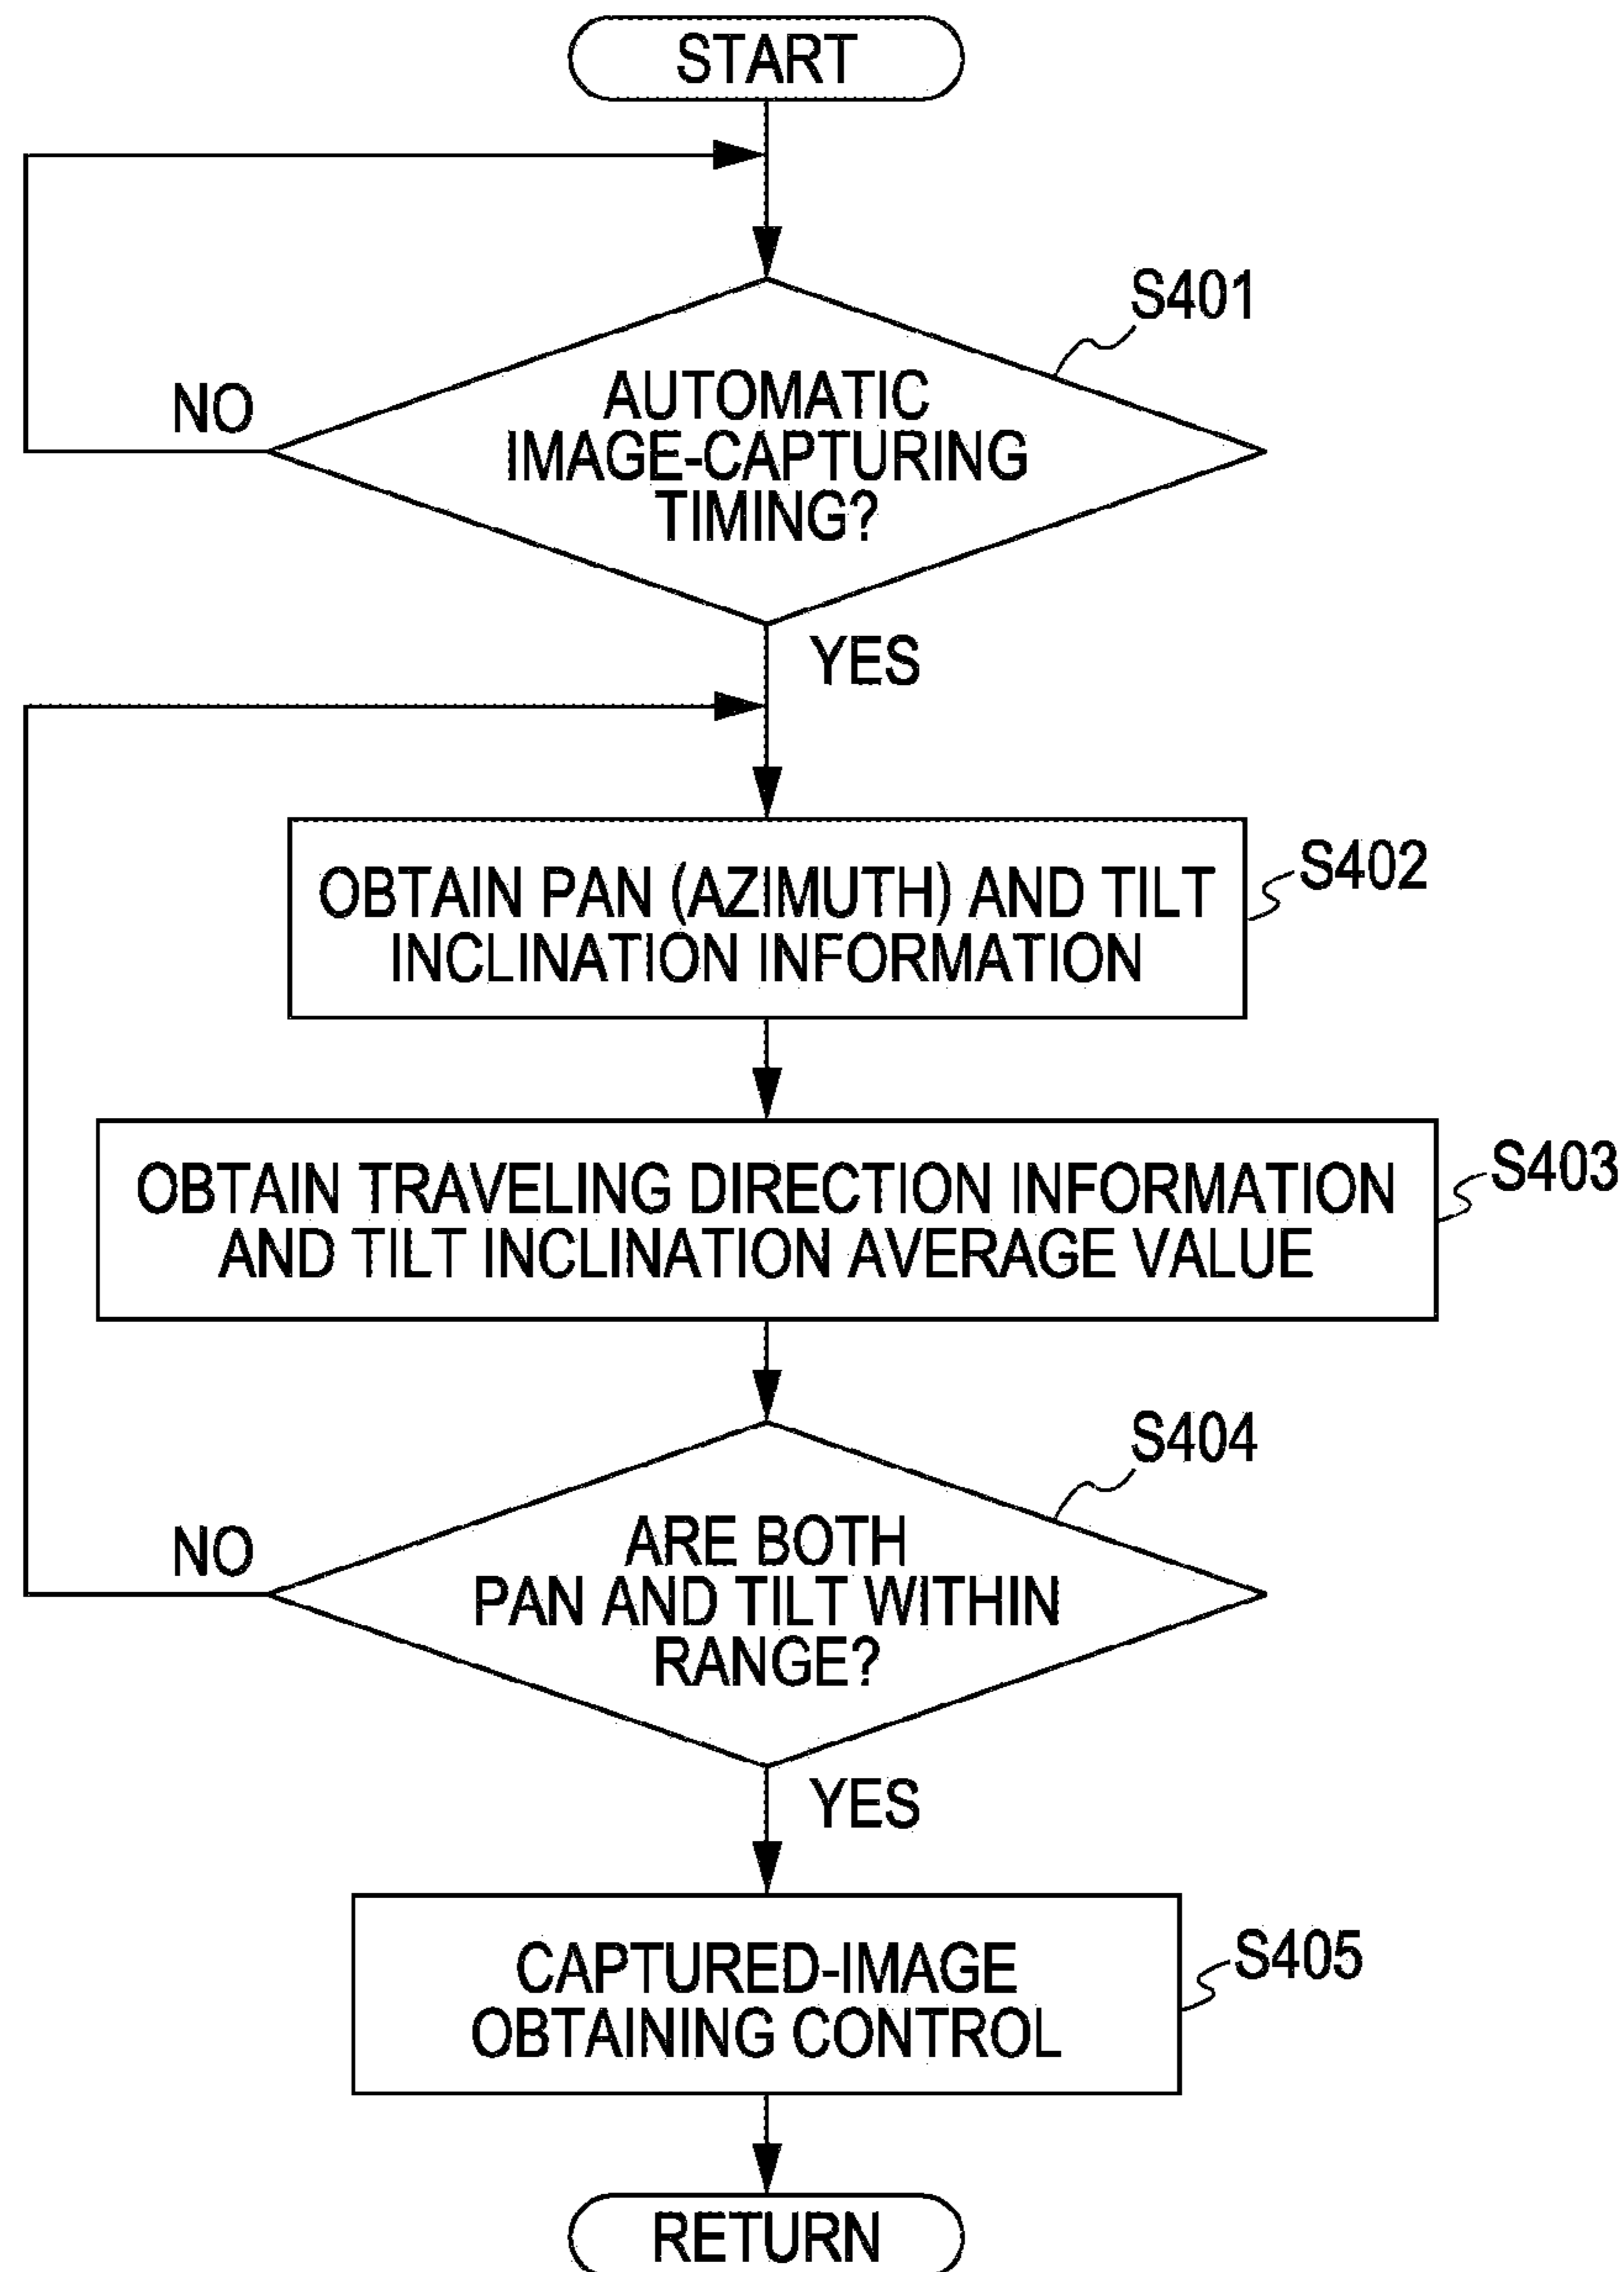 START
S401
AUTOMATIC
IMAGE-CAPTURING
TIMING?
NO
YES
S402
OBTAIN PAN (AZIMUTH) AND TILT
INCLINATION INFORMATION
S403
OBTAIN TRAVELING DIRECTION INFORMATION
AND TILT INCLINATION AVERAGE VALUE
S404
ARE BOTH
PAN AND TILT WITHIN
RANGE?
NO
YES
S405
CAPTURED-IMAGE
OBTAINING CONTROL
RETURN